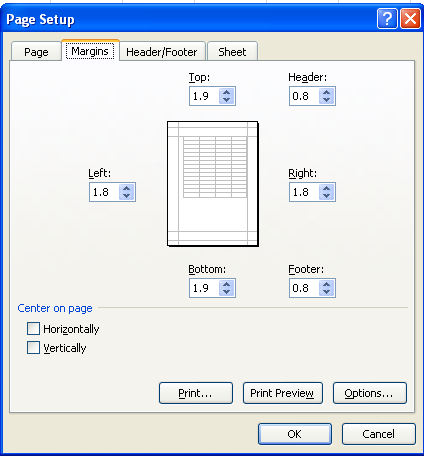 Page Setup
Page Margins Header/Footer Sheet
Top: Header:
1.9 0.8
Left: Right:
1.8 1.8
Bottom: Footer:
1.9 0.8
Center on page
Horizontally
Vertically
Print... Print Preview Options...
OK Cancel